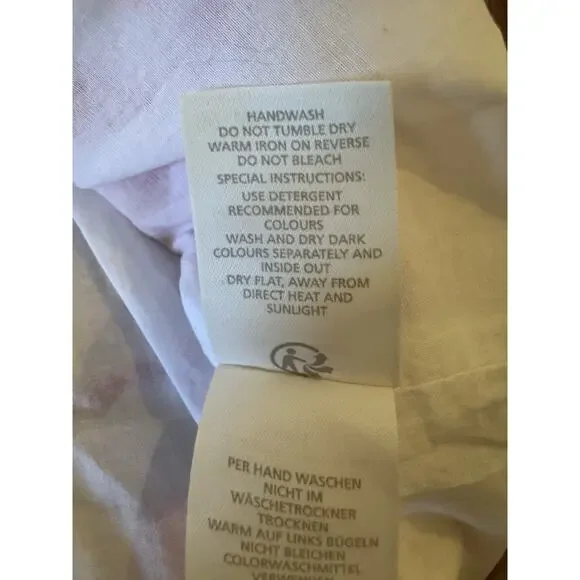 HANDWASH
DO NOT TUMBLE DRY
WARM IRON ON REVERSE
DO NOT BLEACH
SPECIAL INSTRUCTIONS:
USE DETERGENT
RECOMMENDED FOR
COLOURS
WASH AND DRY DARK
COLOURS SEPARATELY AND
INSIDE OUT
DRY FLAT, AWAY FROM
DIRECT HEAT AND
SUNLIGHT
PER HAND WASCHEN
NICHT IM
WÄSCHETROCKNER
TROCKNEN
WARM AUF LINKS BÜGELN
NICHT BLEICHEN
COLORWASCHMITTEL
VERWENDEN